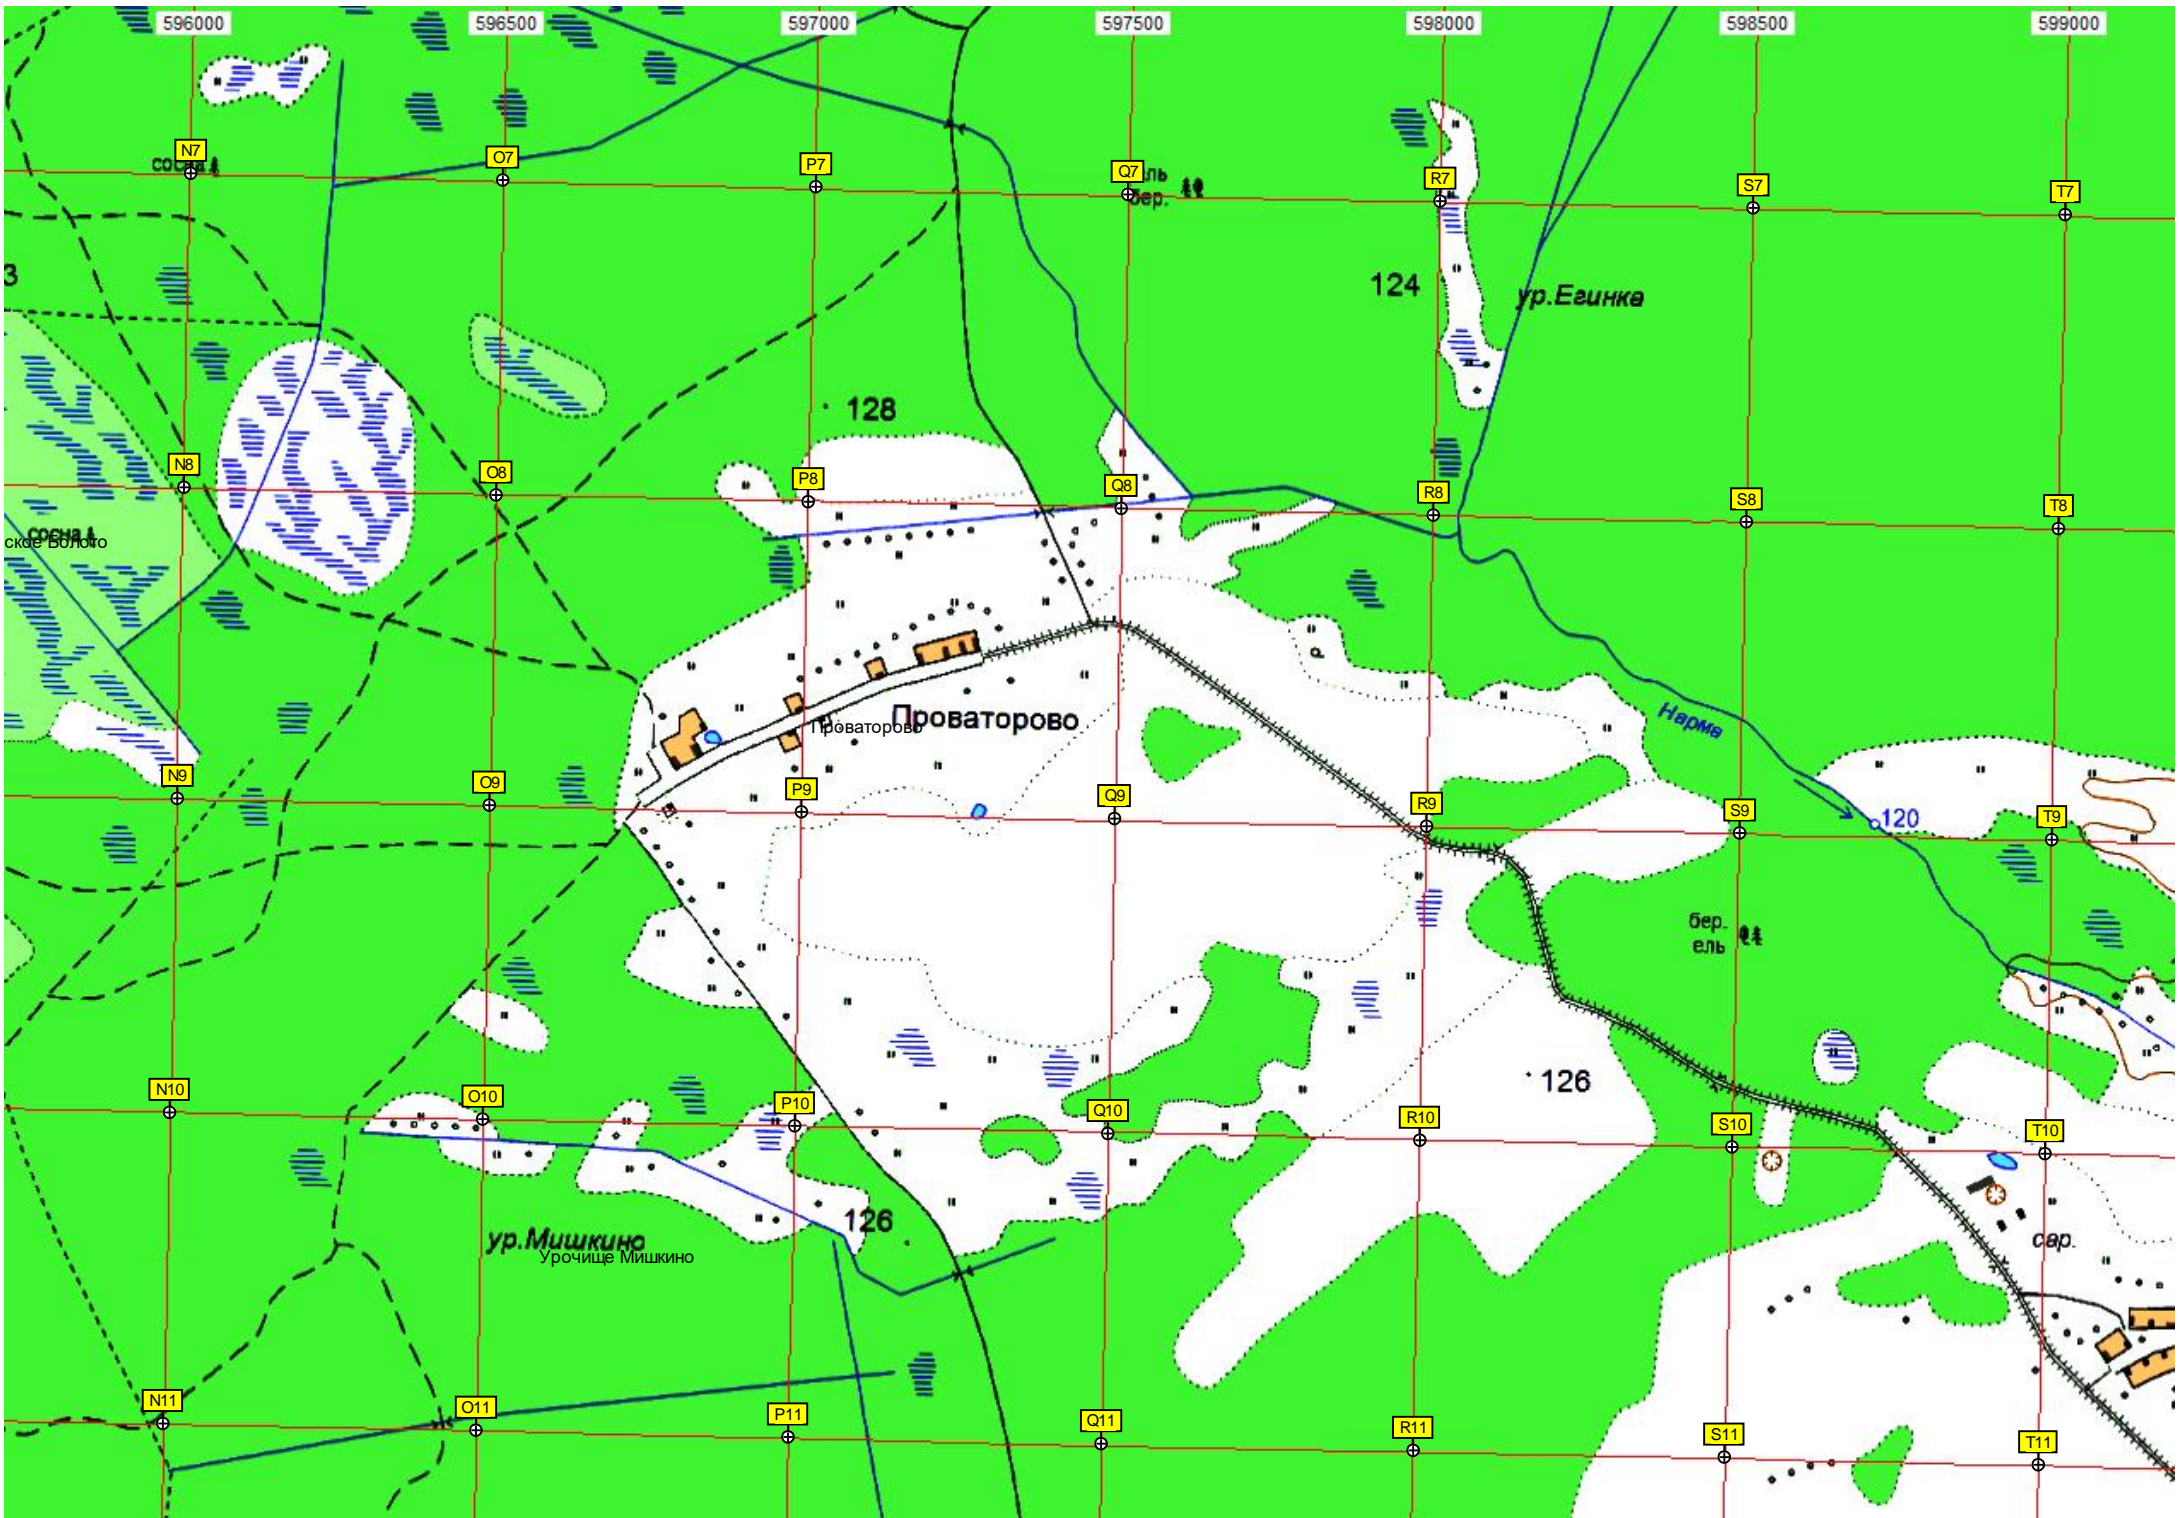 596000 596500 597000 597500 598000 598500 599000
N7 O7 P7 Q7 R7 S7 T7
сосна
ель
бер.
3
124
ур.Егинка
128
N8 O8 P8 Q8 R8 S8 T8
сосна
ское Болото
Нарма
Проваторово
Проваторово
N9 O9 P9 Q9 R9 S9 T9
120
бер.
ель
126
N10 O10 P10 Q10 R10 S10 T10
126
ур.Мишкино
Урочище Мишкино
сар.
N11 O11 P11 Q11 R11 S11 T11